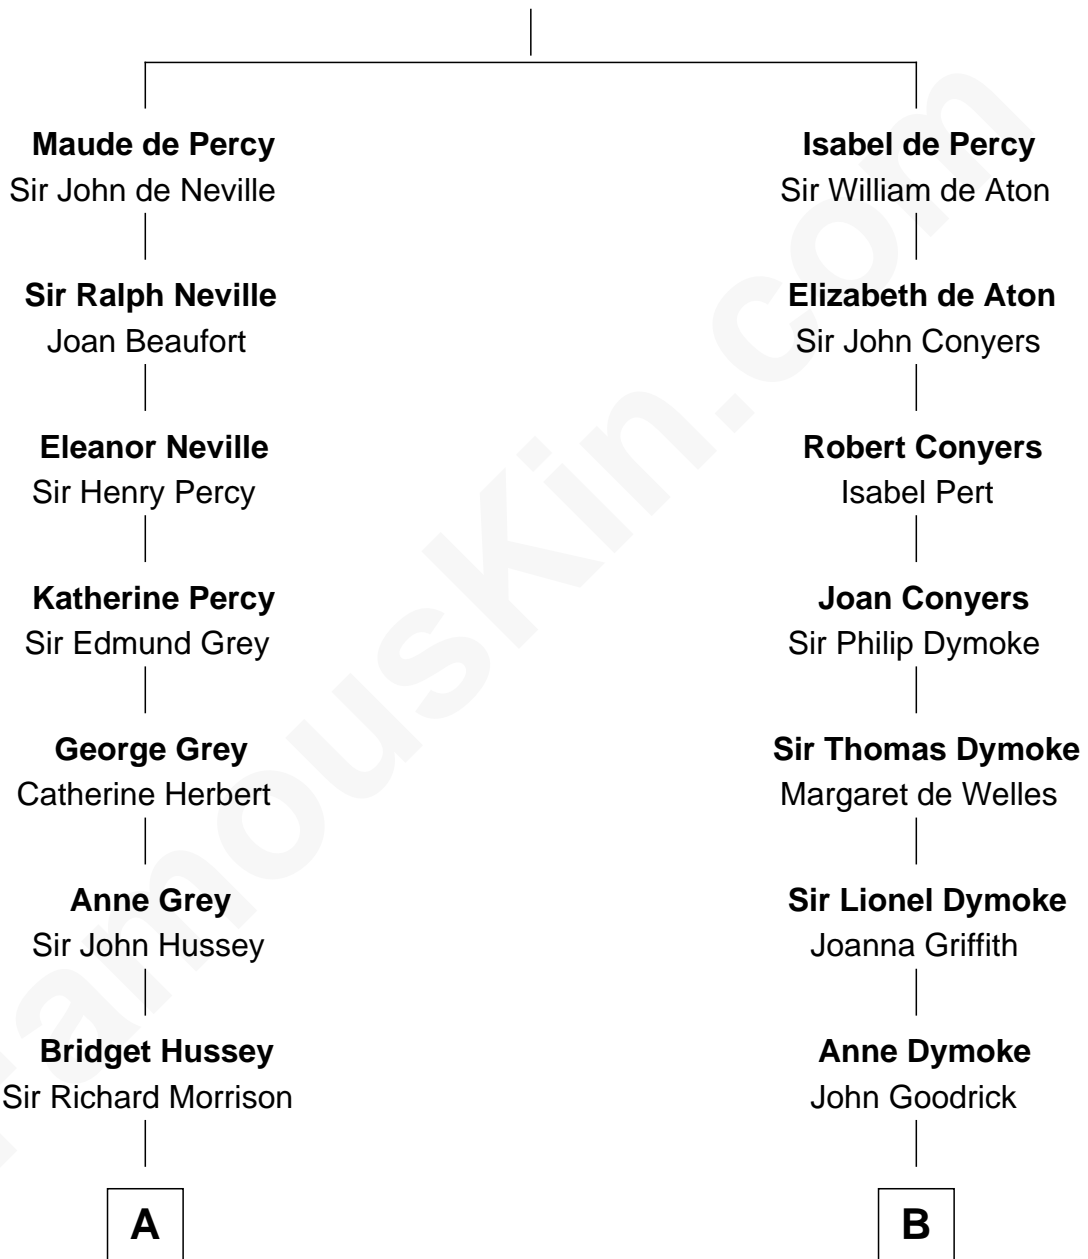 Maude de Percy
Sir John de Neville
Isabel de Percy
Sir William de Aton
Sir Ralph Neville
Joan Beaufort
Elizabeth de Aton
Sir John Conyers
Eleanor Neville
Sir Henry Percy
Robert Conyers
Isabel Pert
Katherine Percy
Sir Edmund Grey
Joan Conyers
Sir Philip Dymoke
George Grey
Catherine Herbert
Sir Thomas Dymoke
Margaret de Welles
Anne Grey
Sir John Hussey
Sir Lionel Dymoke
Joanna Griffith
Bridget Hussey
Sir Richard Morrison
Anne Dymoke
John Goodrick
A
B
famouskin.com